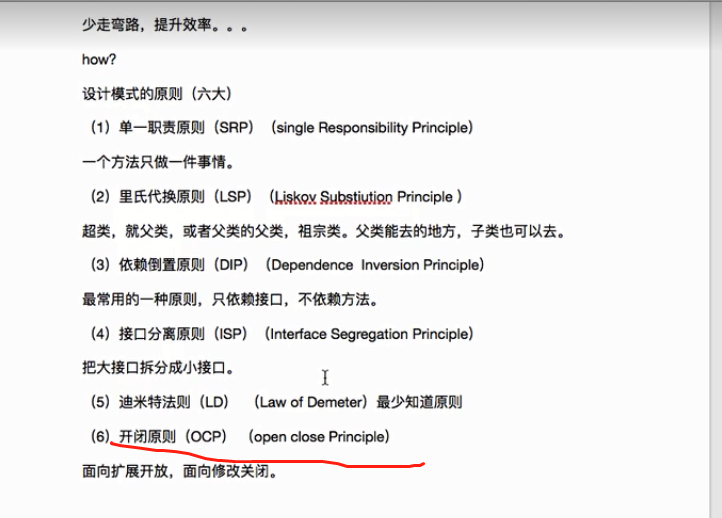 少走弯路，提升效率。。。
how?
设计模式的原则（六大）
（1）单一职责原则（SRP）（single Responsibility Principle）
一个方法只做一件事情。
（2）里氏代换原则（LSP）（Liskov Substiution Principle ）
超类，就父类，或者父类的父类，祖宗类。父类能去的地方，子类也可以去。
（3）依赖倒置原则（DIP）（Dependence Inversion Principle）
最常用的一种原则，只依赖接口，不依赖方法。
（4）接口分离原则（ISP）（Interface Segregation Principle）
把大接口拆分成小接口。
（5）迪米特法则（LD）（Law of Demeter）最少知道原则
（6）开闭原则（OCP）（open close Principle）
面向扩展开放，面向修改关闭。